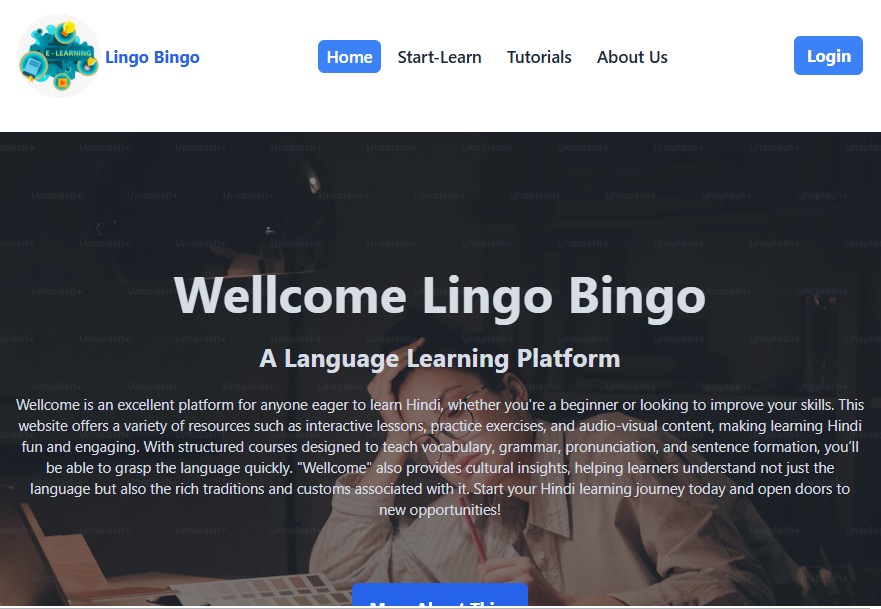 E - LEARNING
Lingo Bingo
Home
Start-Learn
Tutorials
About Us
Login
Wellcome Lingo Bingo
A Language Learning Platform
Wellcome is an excellent platform for anyone eager to learn Hindi, whether you're a beginner or looking to improve your skills. This
website offers a variety of resources such as interactive lessons, practice exercises, and audio-visual content, making learning Hindi
fun and engaging. With structured courses designed to teach vocabulary, grammar, pronunciation, and sentence formation, you’ll
be able to grasp the language quickly. "Wellcome" also provides cultural insights, helping learners understand not just the
language but also the rich traditions and customs associated with it. Start your Hindi learning journey today and open doors to
new opportunities!
More About